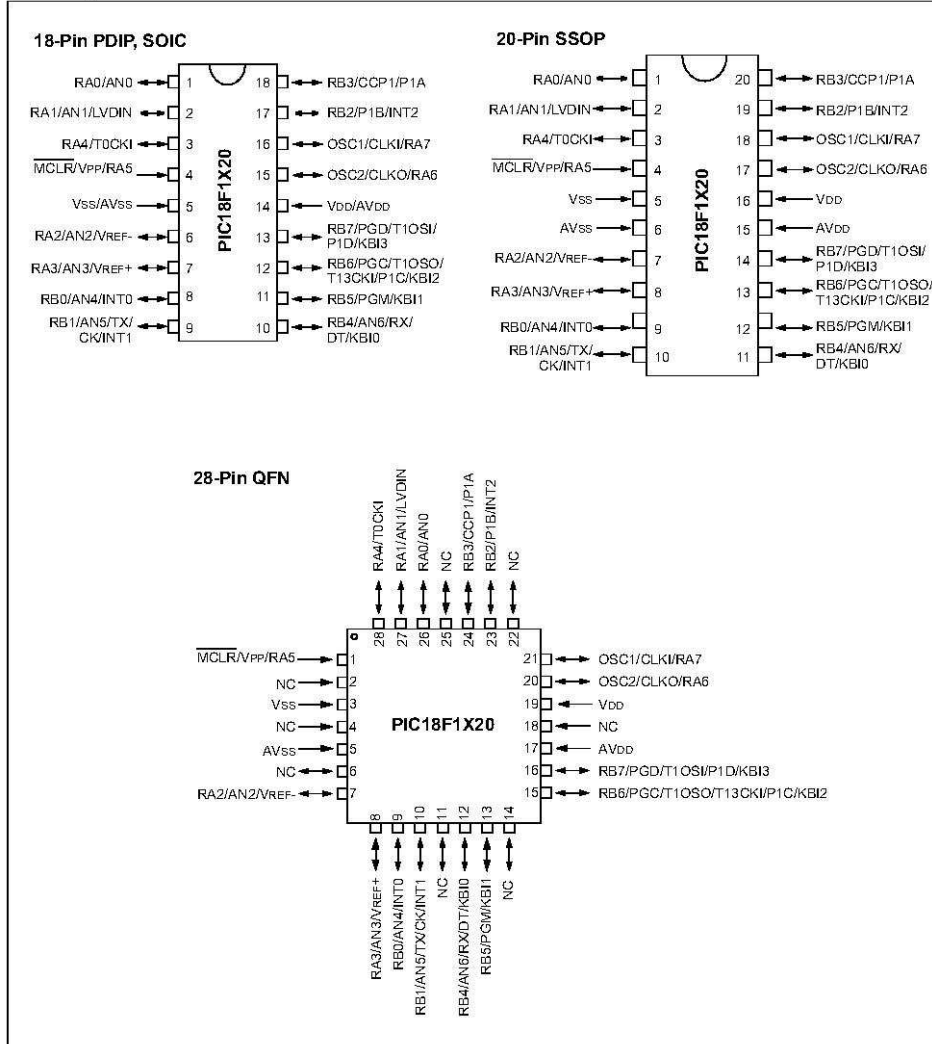 18-Pin PDIP, SOIC
RA0/AN0
RA1/AN1/LVDIN
RA4/T0CKI
MCLR/VPP/RA5
VSS/AVSS
RA2/AN2/VREF-
RA3/AN3/VREF+
RB0/AN4/INT0
RB1/AN5/TX/
CK/INT1
1
2
3
4
5
6
7
8
9
PIC18F1X20
18
17
16
15
14
13
12
11
10
RB3/CCP1/P1A
RB2/P1B/INT2
OSC1/CLKI/RA7
OSC2/CLKO/RA6
VDD/AVDD
RB7/PGD/T1OSI/
P1D/KBI3
RB6/PGC/T1OSO/
T13CKI/P1C/KBI2
RB5/PGM/KBI1
RB4/AN6/RX/
DT/KBI0
20-Pin SSOP
RA0/AN0
RA1/AN1/LVDIN
RA4/T0CKI
MCLR/VPP/RA5
VSS
AVSS
RA2/AN2/VREF-
RA3/AN3/VREF+
RB0/AN4/INT0
RB1/AN5/TX/
CK/INT1
1
2
3
4
5
6
7
8
9
10
PIC18F1X20
20
19
18
17
16
15
14
13
12
11
RB3/CCP1/P1A
RB2/P1B/INT2
OSC1/CLKI/RA7
OSC2/CLKO/RA6
VDD
AVDD
RB7/PGD/T1OSI/
P1D/KBI3
RB6/PGC/T1OSO/
T13CKI/P1C/KBI2
RB5/PGM/KBI1
RB4/AN6/RX/
DT/KBI0
28-Pin QFN
RA4/T0CKI
RA1/AN1/LVDIN
RA0/AN0
NC
RB3/CCP1/P1A
RB2/P1B/INT2
NC
28
27
26
25
24
23
22
MCLR/VPP/RA5
NC
VSS
NC
AVSS
NC
RA2/AN2/VREF-
1
2
3
4
5
6
7
PIC18F1X20
21
20
19
18
17
16
15
OSC1/CLKI/RA7
OSC2/CLKO/RA6
VDD
NC
AVDD
RB7/PGD/T1OSI/P1D/KBI3
RB6/PGC/T1OSO/T13CKI/P1C/KBI2
8
9
10
11
12
13
14
RA3/AN3/VREF+
RB0/AN4/INT0
RB1/AN5/TX/CK/INT1
NC
RB4/AN6/RX/DT/KBI0
RB5/PGM/KBI1
NC